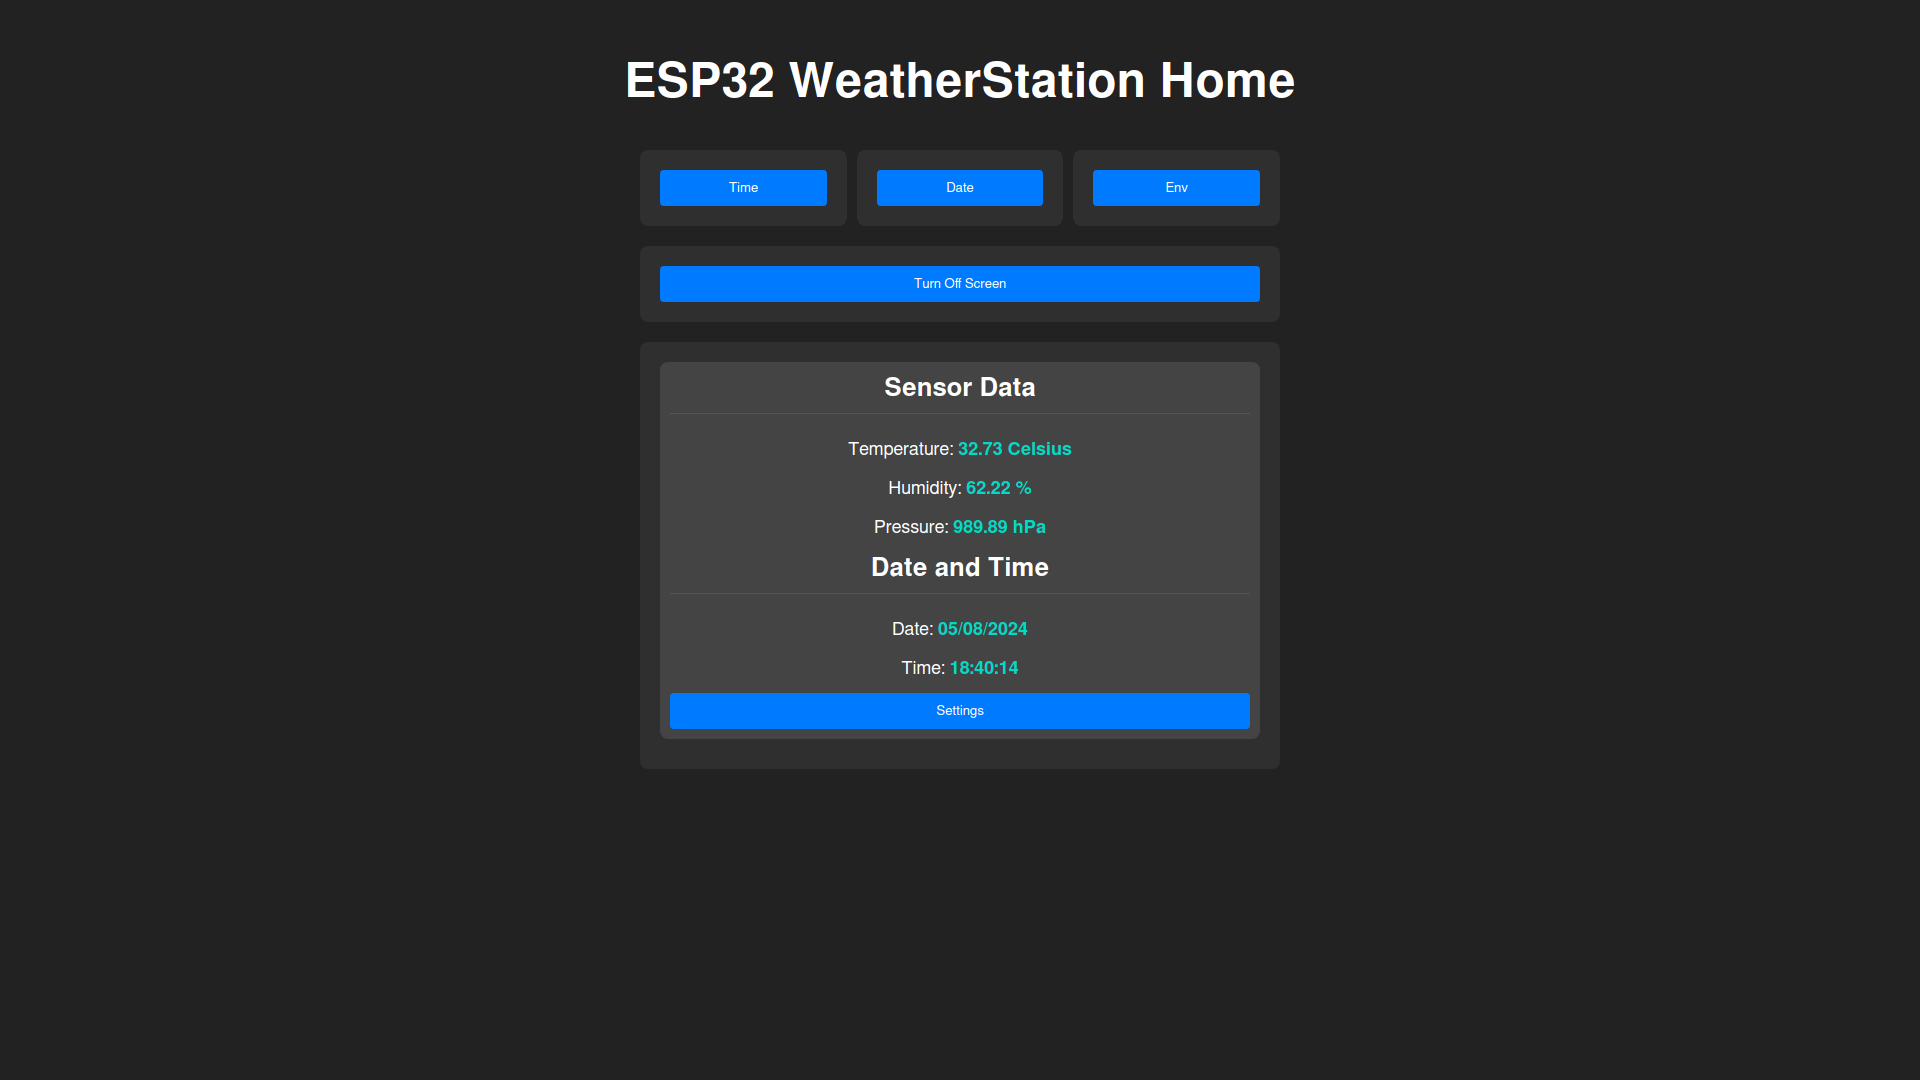 ESP32 WeatherStation Home
Time
Date
Env
Turn Off Screen
Sensor Data
Temperature: 32.73 Celsius
Humidity: 62.22 %
Pressure: 989.89 hPa
Date and Time
Date: 05/08/2024
Time: 18:40:14
Settings